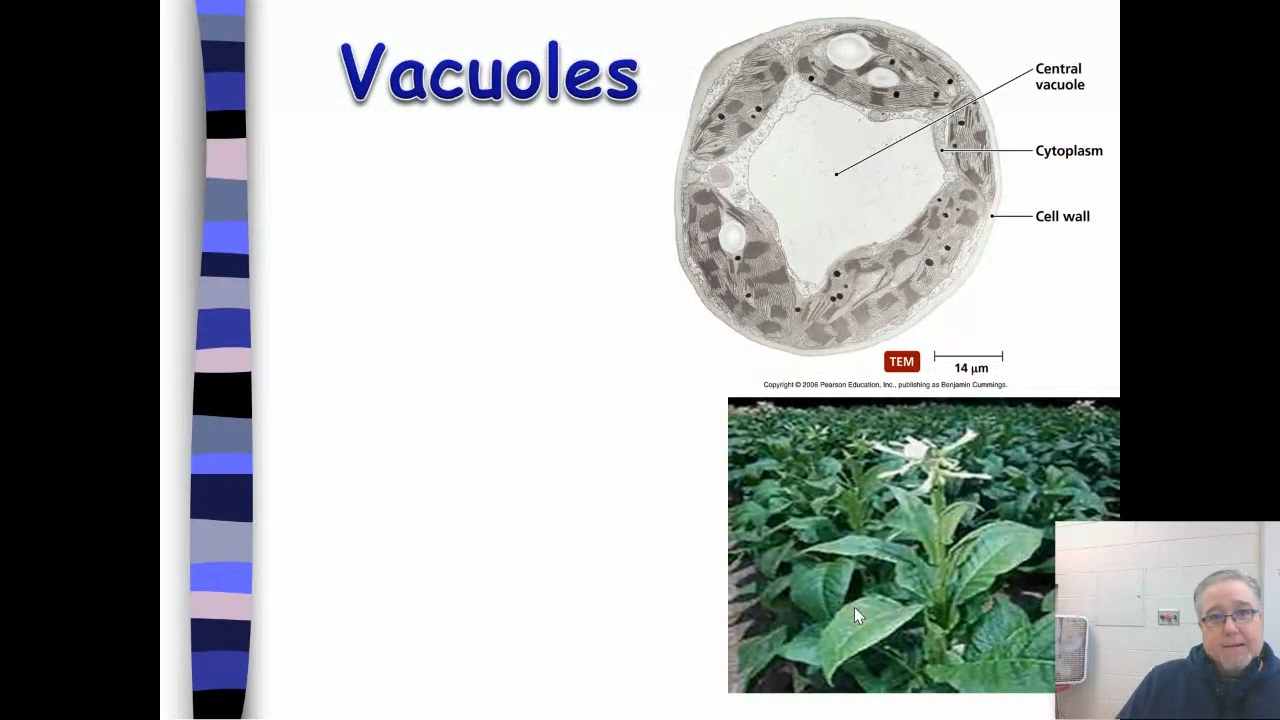 Vacuoles
Central
vacuole
Cytoplasm
Cell wall
TEM
14 μm
Copyright © 2006 Pearson Education, Inc., publishing as Benjamin Cummings.